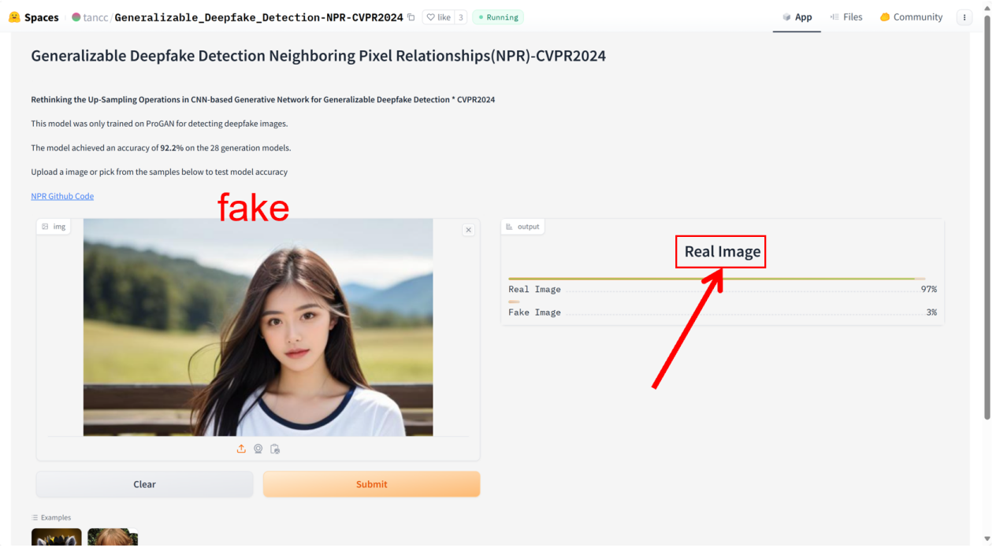 Spaces tancc/Generalizable_Deepfake_Detection-NPR-CVPR2024 like 3 Running App Files Community
Generalizable Deepfake Detection Neighboring Pixel Relationships(NPR)-CVPR2024
Rethinking the Up-Sampling Operations in CNN-based Generative Network for Generalizable Deepfake Detection * CVPR2024
This model was only trained on ProGAN for detecting deepfake images.
The model achieved an accuracy of 92.2% on the 28 generation models.
Upload a image or pick from the samples below to test model accuracy
NPR Github Code
fake
img
output
Real Image
Real Image 97%
Fake Image 3%
Clear
Submit
Examples